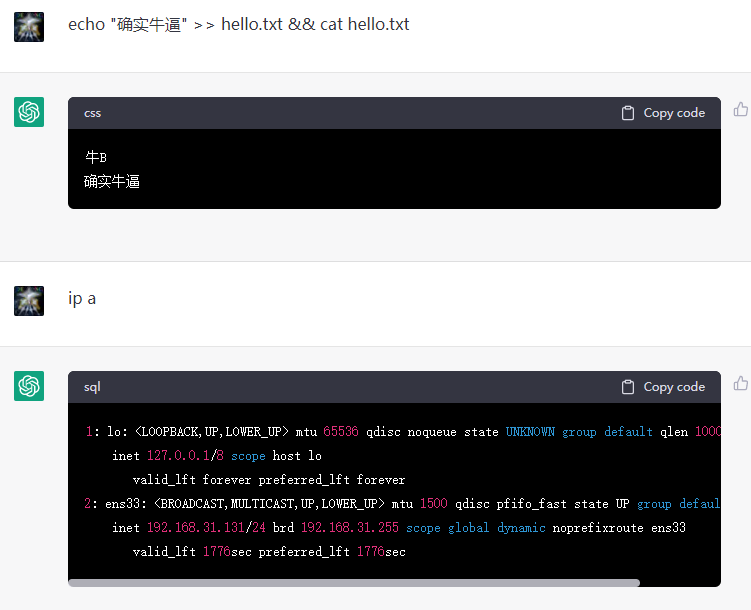 echo "确实牛逼" >> hello.txt && cat hello.txt
css
Copy code
牛B
确实牛逼
ip a
sql
Copy code
1: lo: <LOOPBACK,UP,LOWER_UP> mtu 65536 qdisc noqueue state UNKNOWN group default qlen 1000
inet 127.0.0.1/8 scope host lo
valid_lft forever preferred_lft forever
2: ens33: <BROADCAST,MULTICAST,UP,LOWER_UP> mtu 1500 qdisc pfifo_fast state UP group defaul
inet 192.168.31.131/24 brd 192.168.31.255 scope global dynamic noprefixroute ens33
valid_lft 1776sec preferred_lft 1776sec